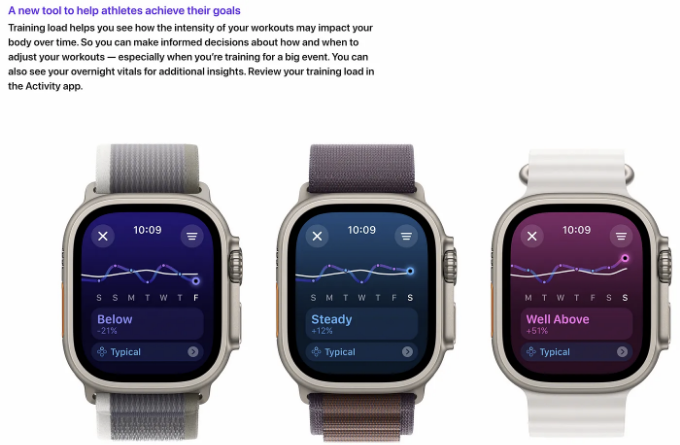 A new tool to help athletes achieve their goals
Training load helps you see how the intensity of your workouts may impact your
body over time. So you can make informed decisions about how and when to
adjust your workouts — especially when you're training for a big event. You can
also see your overnight vitals for additional insights. Review your training load in
the Activity app.
10:09
S S M T W T F
Below
-21%
Typical
10:09
S M T W T F S
Steady
+12%
Typical
10:09
M T W T F S S
Well Above
+51%
Typical